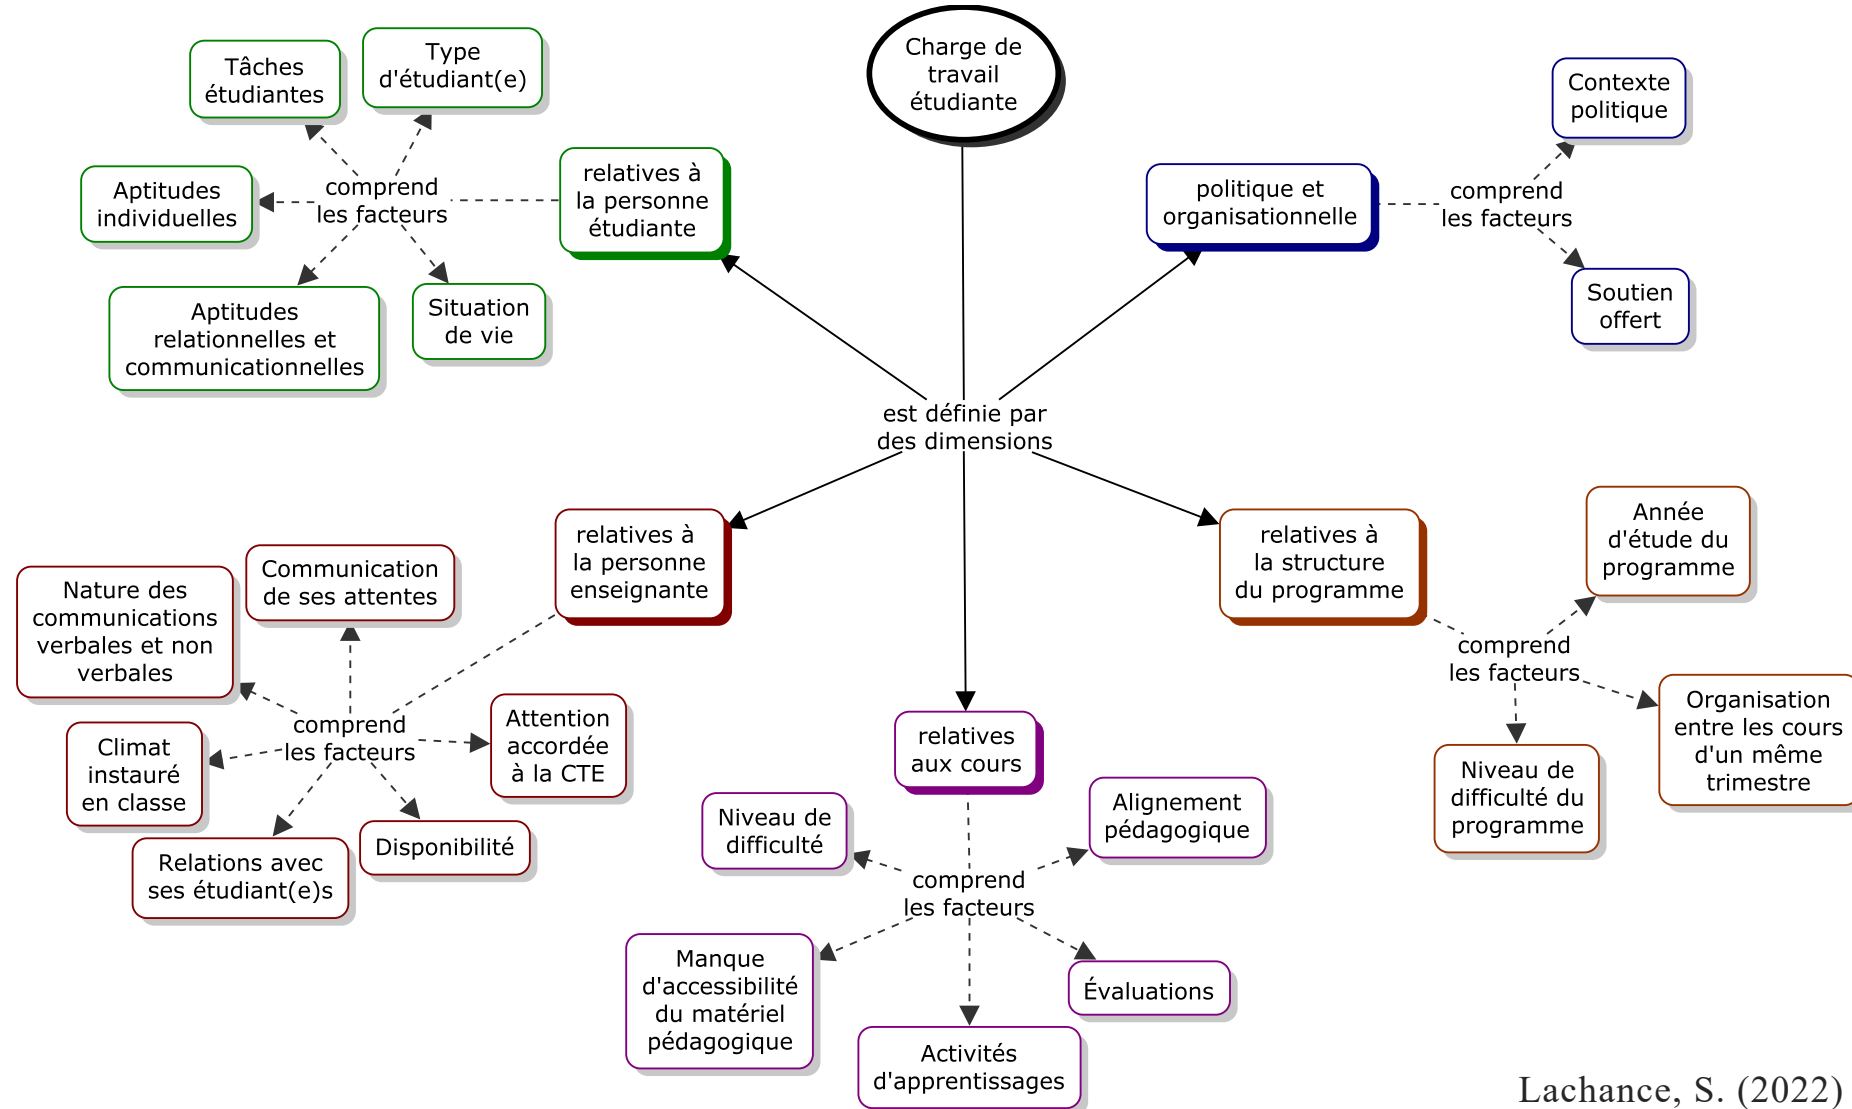 Charge de
travail
étudiante
est définie par
des dimensions
relatives à
la personne
étudiante
comprend
les facteurs
Tâches
étudiantes
Type
d'étudiant(e)
Aptitudes
individuelles
Aptitudes
relationnelles et
communicationnelles
Situation
de vie
politique et
organisationnelle
comprend
les facteurs
Contexte
politique
Soutien
offert
relatives à
la personne
enseignante
comprend
les facteurs
Communication
de ses attentes
Nature des
communications
verbales et non
verbales
Climat
instauré
en classe
Relations avec
ses étudiant(e)s
Disponibilité
Attention
accordée
à la CTE
relatives
aux cours
comprend
les facteurs
Niveau de
difficulté
Alignement
pédagogique
Manque
d'accessibilité
du matériel
pédagogique
Activités
d'apprentissages
Évaluations
relatives à
la structure
du programme
comprend
les facteurs
Année
d'étude du
programme
Organisation
entre les cours
d'un même
trimestre
Niveau de
difficulté du
programme
Lachance, S. (2022)